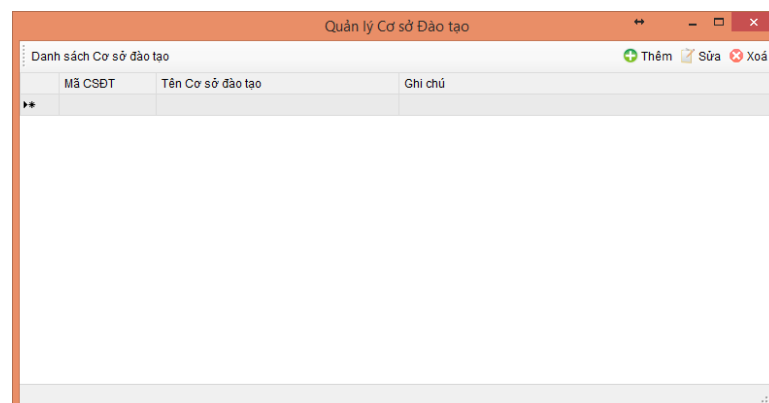 Quản lý Cơ sở Đào tạo
Danh sách Cơ sở đào tạo Thêm Sửa Xoá
Mã CSĐT Tên Cơ sở đào tạo Ghi chú